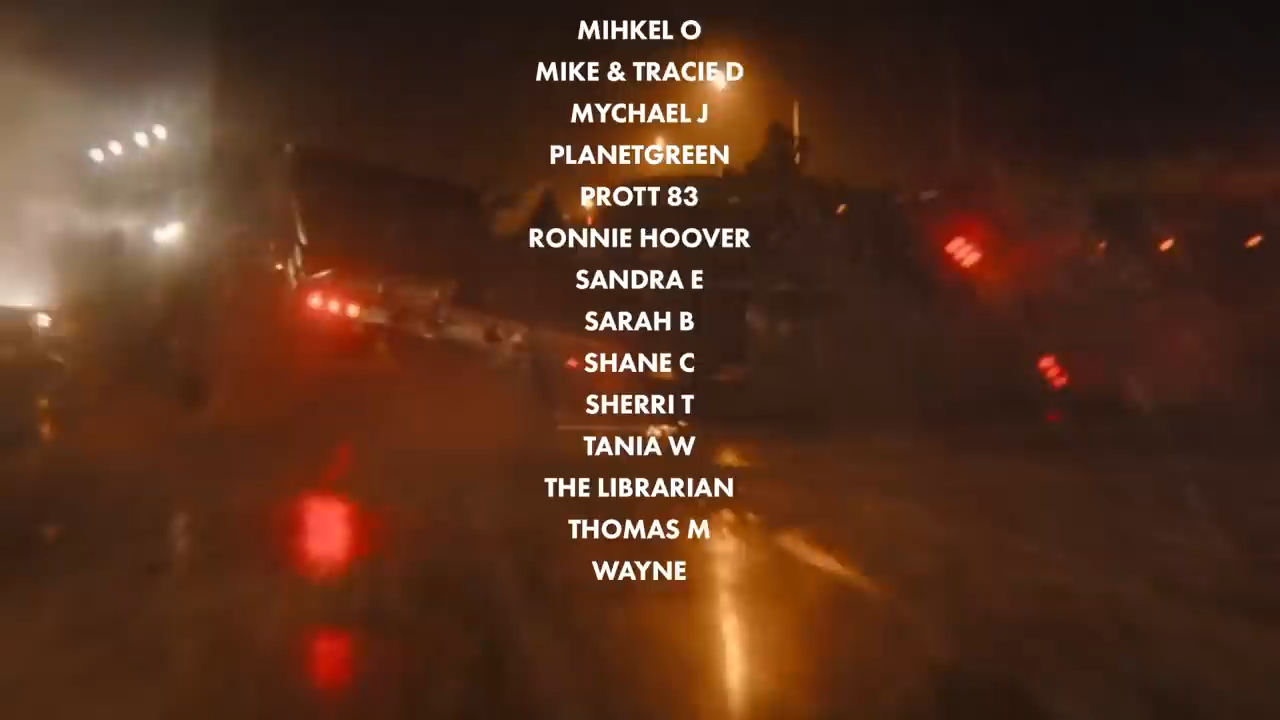 MIHKEL O
MIKE & TRACIE D
MYCHAEL J
PLANETGREEN
PROTT 83
RONNIE HOOVER
SANDRA E
SARAH B
SHANE C
SHERRI T
TANIA W
THE LIBRARIAN
THOMAS M
WAYNE